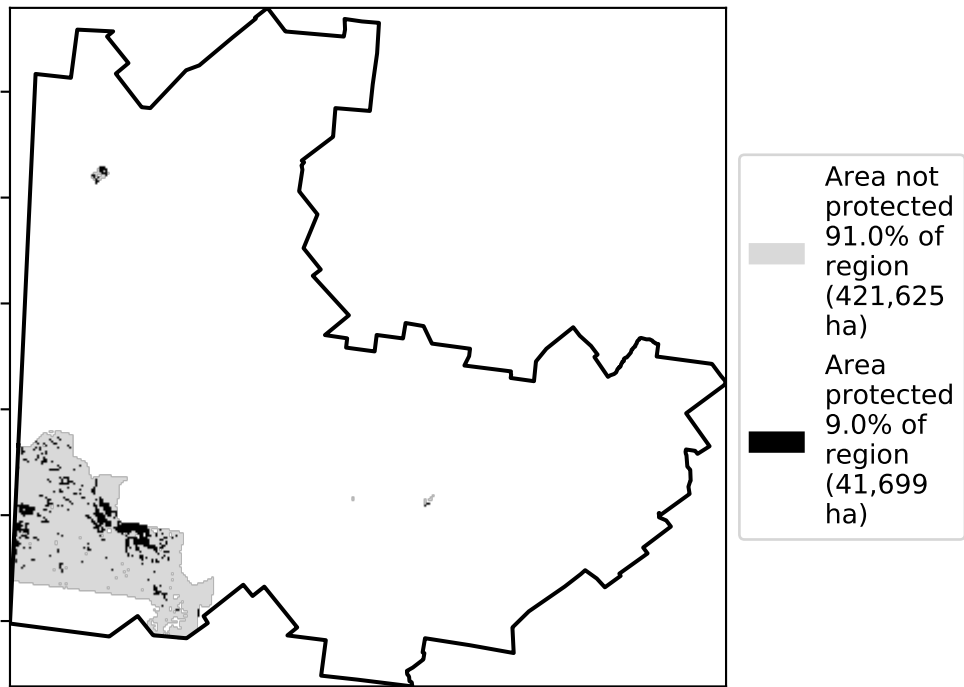 Area not
protected
91.0% of
region
(421,625
ha)
Area
protected
9.0% of
region
(41,699
ha)